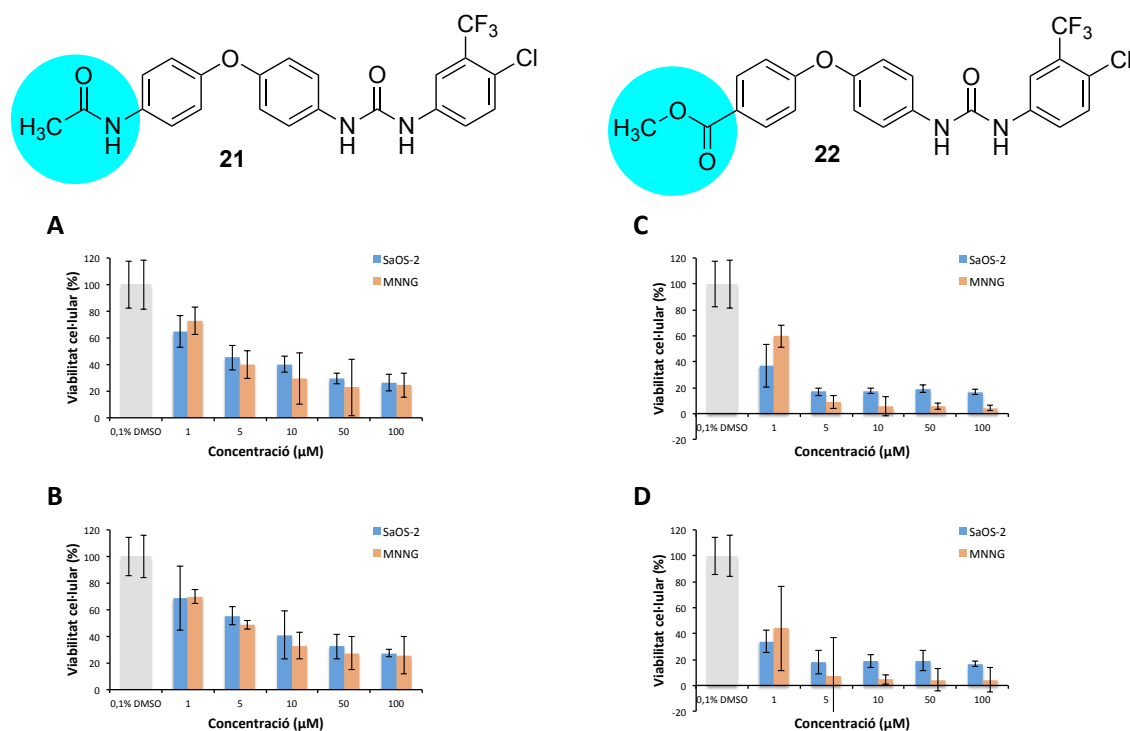 CF3
O
O
Cl
O
H3C
N
H
N
H
N
H
21
CF3
O
O
Cl
H3C
O
O
N
H
N
H
22
A
120
100
80
60
40
20
0
Viabilitat cel·lular (%)
SaOS-2
MNNG
0,1% DMSO 1 5 10 50 100
Concentració (µM)
C
120
100
80
60
40
20
0
-20
Viabilitat cel·lular (%)
SaOS-2
MNNG
0,1% DMSO 1 5 10 50 100
Concentració (µM)
B
120
100
80
60
40
20
0
Viabilitat cel·lular (%)
SaOS-2
MNNG
0,1% DMSO 1 5 10 50 100
Concentració (µM)
D
120
100
80
60
40
20
0
-20
Viabilitat cel·lular (%)
SaOS-2
MNNG
0,1% DMSO 1 5 10 50 100
Concentració (µM)